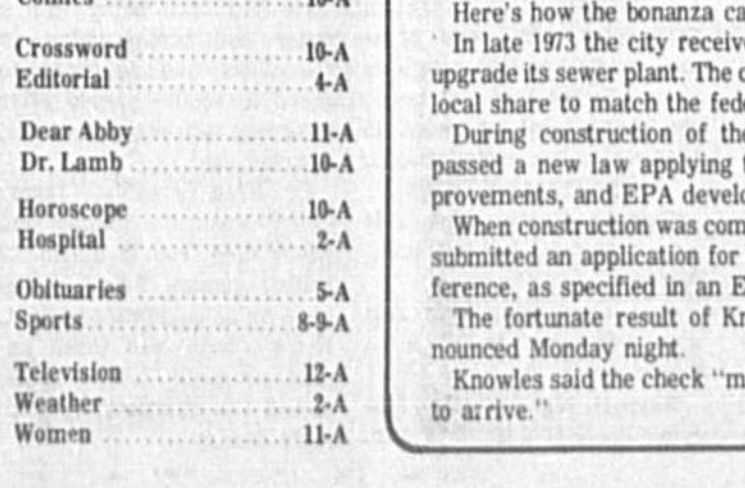 Crossword 10-A
Editorial 4-A
Dear Abby 11-A
Dr. Lamb 10-A
Horoscope 10-A
Hospital 2-A
Obituaries 5-A
Sports 8-9-A
Television 12-A
Weather 2-A
Women 11-A
Here's how the bonanza ca
In late 1973 the city receive
upgrade its sewer plant. The c
local share to match the fed
During construction of the
passed a new law applying t
provements, and EPA develo
When construction was com
submitted an application for
ference, as specified in an E
The fortunate result of Kn
nounced Monday night.
Knowles said the check "m
to arrive."